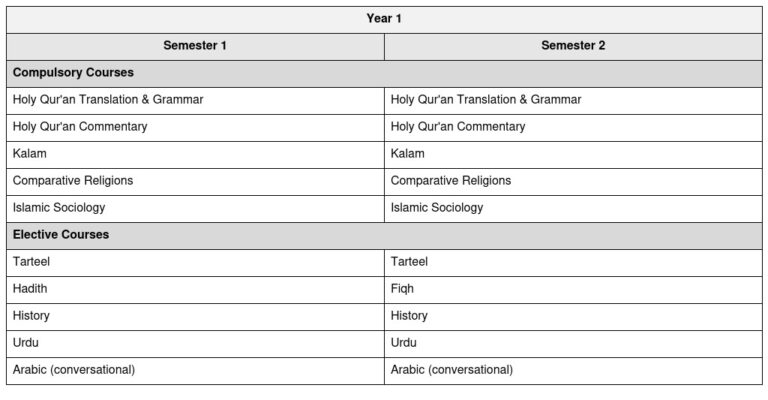 Year 1
Semester 1 Semester 2
Compulsory Courses
Holy Qur'an Translation & Grammar Holy Qur'an Translation & Grammar
Holy Qur'an Commentary Holy Qur'an Commentary
Kalam Kalam
Comparative Religions Comparative Religions
Islamic Sociology Islamic Sociology
Elective Courses
Tarteel Tarteel
Hadith Fiqh
History History
Urdu Urdu
Arabic (conversational) Arabic (conversational)